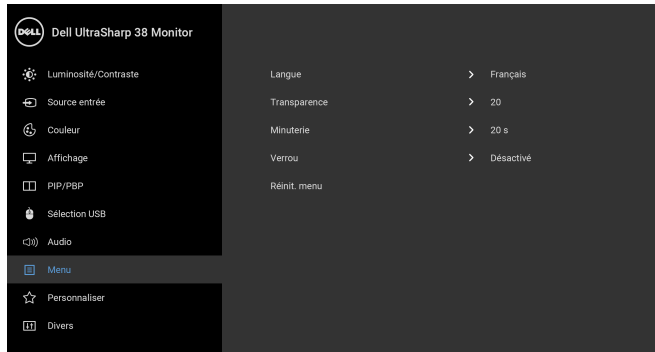 DELL Dell UltraSharp 38 Monitor
Luminosité/Contraste
Langue Français
Source entrée
Transparence 20
Couleur
Minuterie 20 s
Affichage
Verrou Désactivé
PIP/PBP
Réinit. menu
Sélection USB
Audio
Menu
Personnaliser
Divers